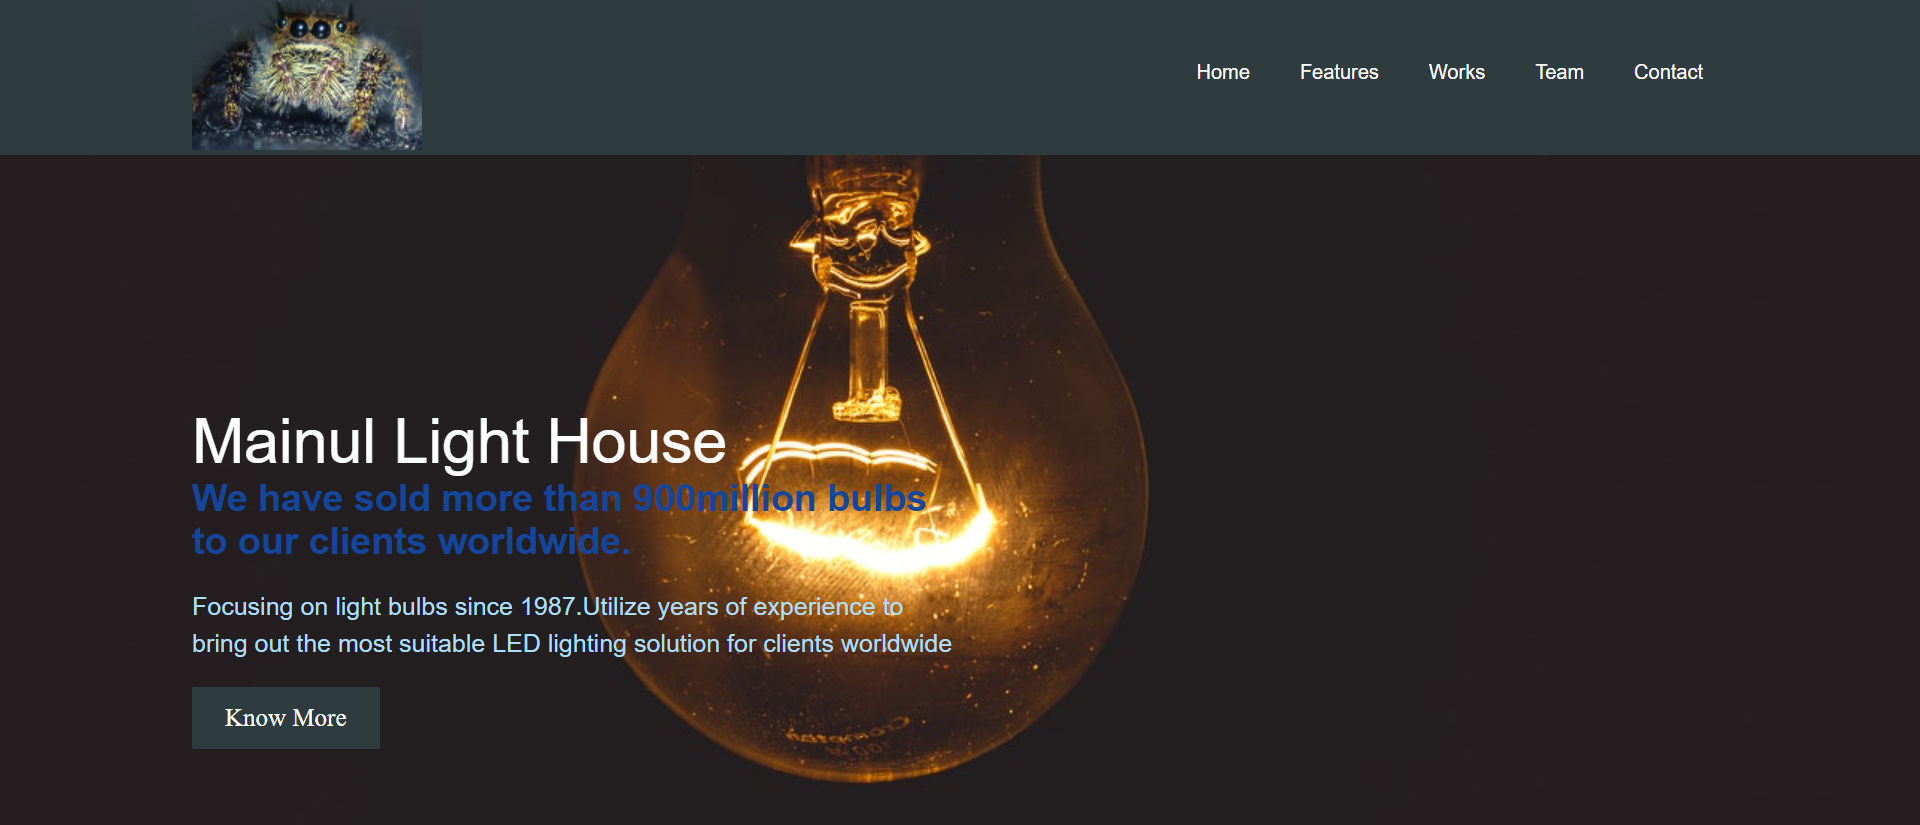 Home Features Works Team Contact
Mainul Light House
We have sold more than 900million bulbs
to our clients worldwide.
Focusing on light bulbs since 1987.Utilize years of experience to
bring out the most suitable LED lighting solution for clients worldwide
Know More